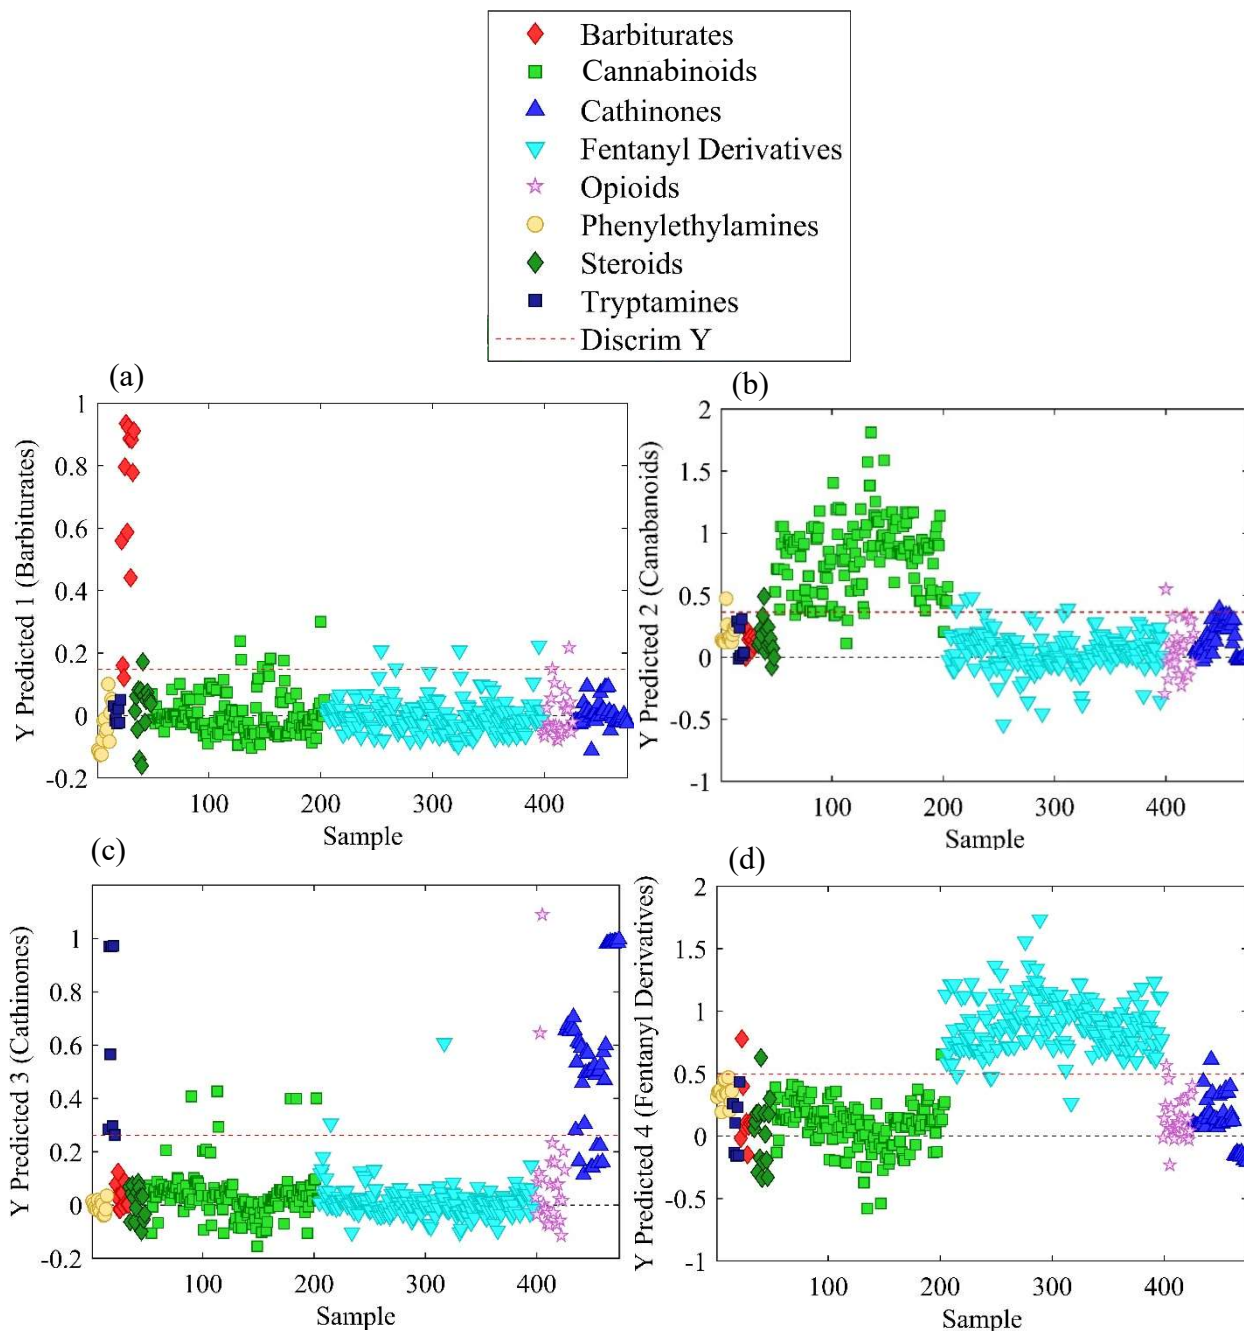 Barbiturates
Cannabinoids
Cathinones
Fentanyl Derivatives
Opioids
Phenylethylamines
Steroids
Tryptamines
Discrim Y
(a)
Y Predicted 1 (Barbiturates)
1
0.8
0.6
0.4
0.2
0
-0.2
100
200
300
400
Sample
(b)
Y Predicted 2 (Canabanoids)
2
1.5
1
0.5
0
-0.5
-1
100
200
300
400
Sample
(c)
Y Predicted 3 (Cathinones)
1
0.8
0.6
0.4
0.2
0
-0.2
100
200
300
400
Sample
(d)
Y Predicted 4 (Fentanyl Derivatives)
2
1.5
1
0.5
0
-0.5
-1
100
200
300
400
Sample